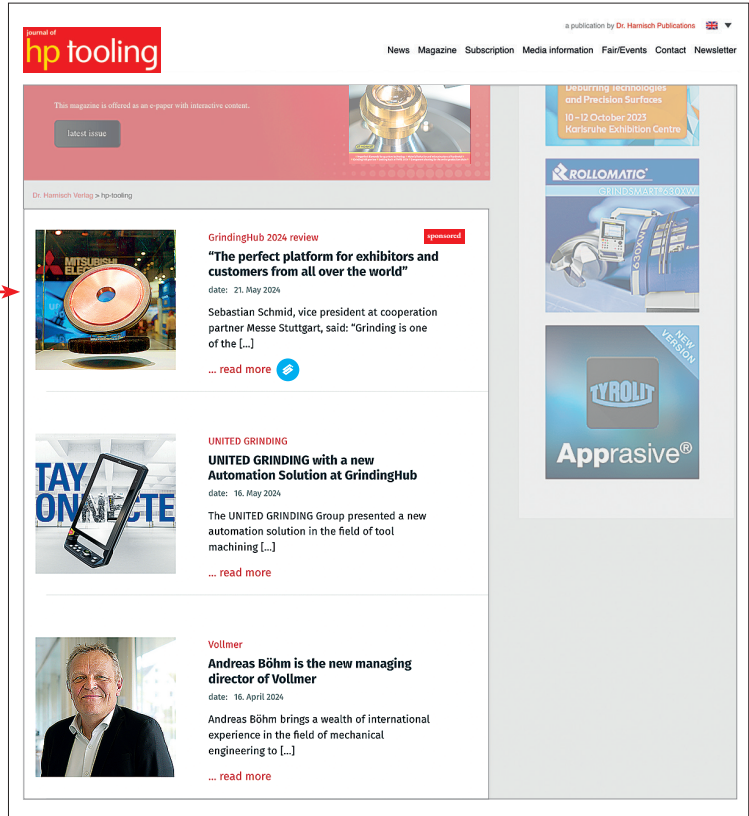 journal of
hp tooling
a publication by Dr. Harnisch Publications
News Magazine Subscription Media information Fair/Events Contact Newsletter
This magazine is offered as an e-paper with interactive content.
latest issue
Dr. Harnisch Verlag > hp-tooling
MITSUBISHI
ELEC
GrindingHub 2024 review
sponsored
“The perfect platform for exhibitors and
customers from all over the world”
date: 21. May 2024
Sebastian Schmid, vice president at cooperation
partner Messe Stuttgart, said: “Grinding is one
of the [...]
... read more
TAY
ONNECTE
UNITED GRINDING
UNITED GRINDING with a new
Automation Solution at GrindingHub
date: 16. May 2024
The UNITED GRINDING Group presented a new
automation solution in the field of tool
machining [...]
... read more
Vollmer
Andreas Böhm is the new managing
director of Vollmer
date: 16. April 2024
Andreas Böhm brings a wealth of international
experience in the field of mechanical
engineering to [...]
... read more
Deburring Technologies
and Precision Surfaces
10–12 October 2023
Karlsruhe Exhibition Centre
ROLLOMATIC®
GRINDSMART 630XW
630XW
NEW
VERSION
TYROLIT
Apprasive®